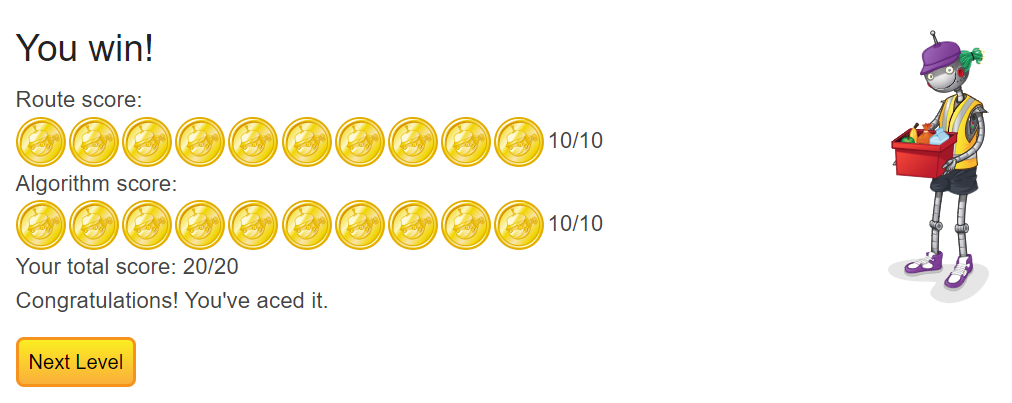 You win!
Route score:
10/10
Algorithm score:
10/10
Your total score: 20/20
Congratulations! You've aced it.
Next Level